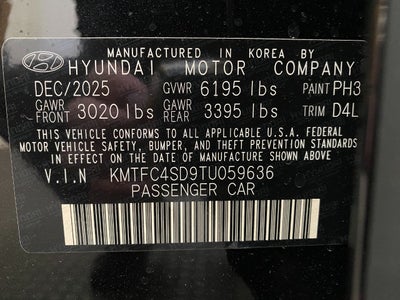 MANUFACTURED IN KOREA BY
HYUNDAI MOTOR COMPANY
DEC/2025 GVWR 6195 lbs PAINT PH3
GAWR FRONT 3020 lbs GAWR REAR 3395 lbs TRIM D4L
THIS VEHICLE CONFORMS TO ALL APPLICABLE U.S.A. FEDERAL
MOTOR VEHICLE SAFETY, BUMPER, AND THEFT PREVENTION STANDARDS
IN EFFECT ON THE DATE OF MANUFACTURE SHOWN ABOVE
V.I.N KMTFC4SD9TU059636
PASSENGER CAR